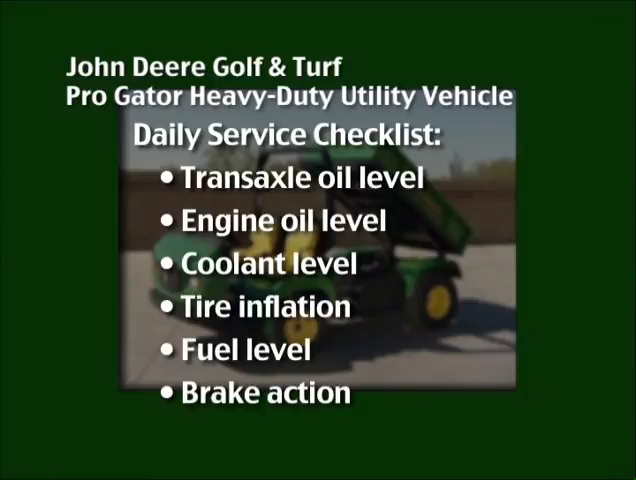 John Deere Golf & Turf
Pro Gator Heavy-Duty Utility Vehicle
Daily Service Checklist:
• Transaxle oil level
• Engine oil level
• Coolant level
• Tire inflation
• Fuel level
• Brake action